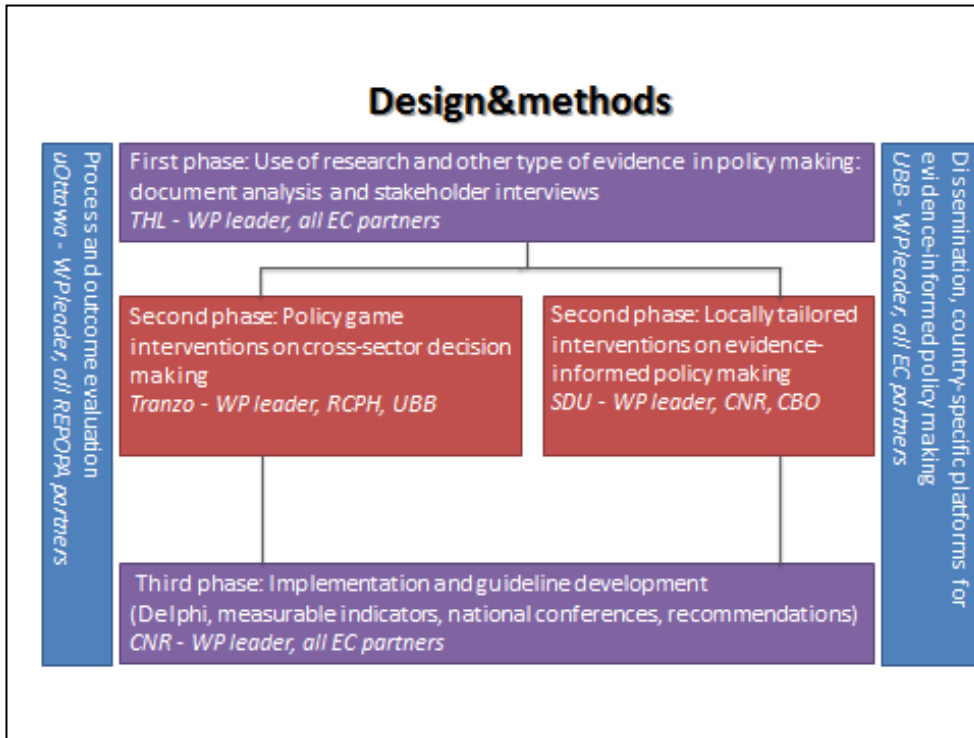 Design&methods
Process and outcome evaluation
uOttawa - WP leader, all REPOPA partners
First phase: Use of research and other type of evidence in policy making:
document analysis and stakeholder interviews
THL - WP leader, all EC partners
Second phase: Policy game
interventions on cross-sector decision
making
Tranzo - WP leader, RCPH, UBB
Second phase: Locally tailored
interventions on evidence-
informed policy making
SDU - WP leader, CNR, CBO
Third phase: Implementation and guideline development
(Delphi, measurable indicators, national conferences, recommendations)
CNR - WP leader, all EC partners
Dissemination, country-specific platforms for
evidence-informed policy making
UBB - WP leader, all EC partners